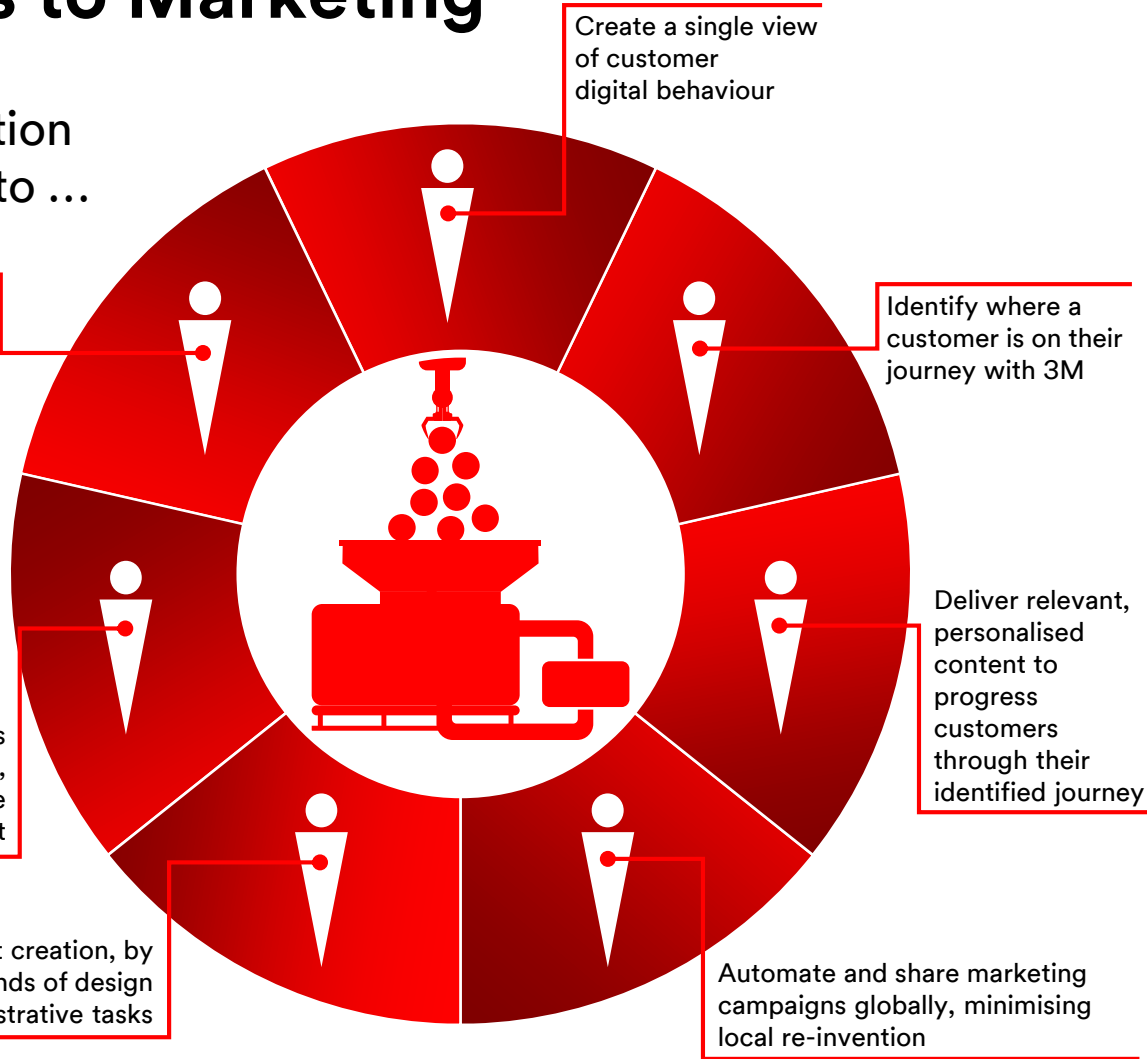 s to Marketing
tion
to ...
Create a single view
of customer
digital behaviour
Identify where a
customer is on their
journey with 3M
Deliver relevant,
personalised
content to
progress
customers
through their
identified journey
Automate and share marketing
campaigns globally, minimising
local re-invention
t creation, by
nds of design
strative tasks
s
,
e
t